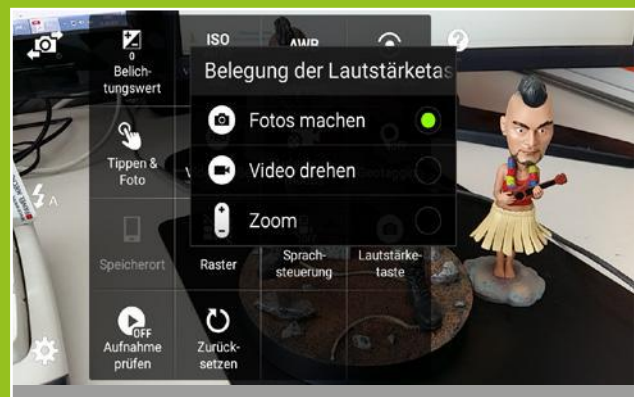 ISO
AWB
0
Belich-
tungswert
Belegung der Lautstärketas
Fotos machen
Tippen &
Foto
Video drehen
A
Zoom
Speicherort
Raster
Sprach-
steuerung
Lautstärke-
taste
OFF
Aufnahme
prüfen
Zurück-
setzen